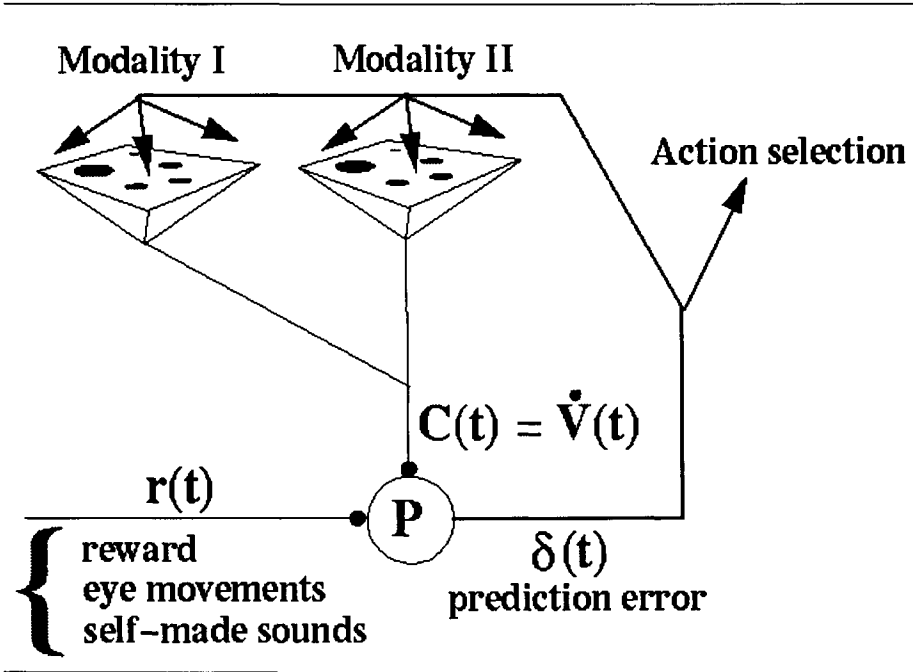 Modality I
Modality II
Action selection
C(t) = V̇(t)
r(t)
P
reward
eye movements
self-made sounds
δ(t)
prediction error